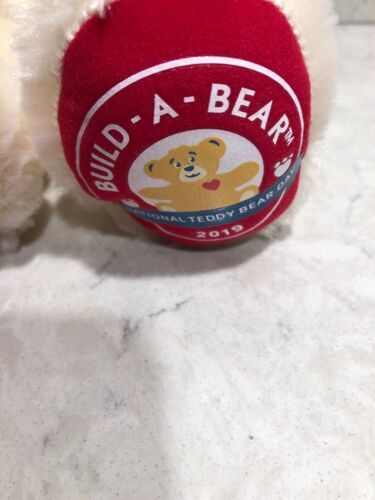 BUILD-A-BEAR™
NATIONAL TEDDY BEAR DAY
2019